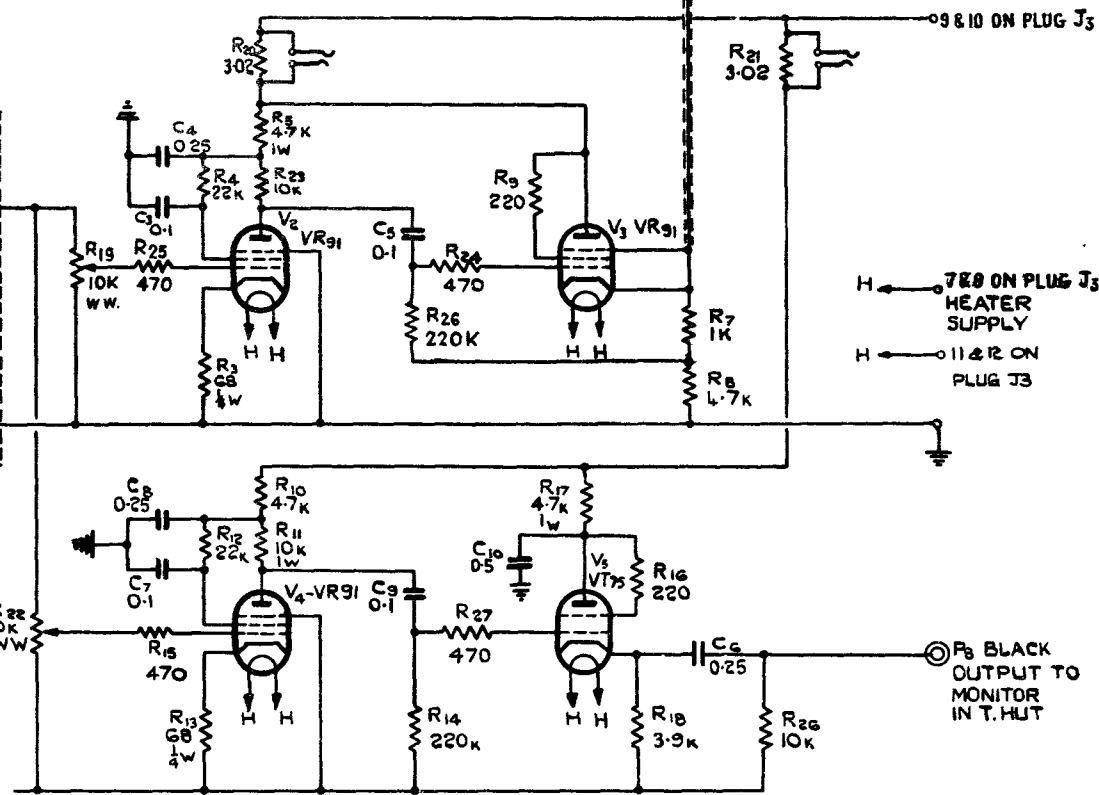 9 & 10 ON PLUG J3
R20
3.02
R21
3.02
C4
0.25
R5
4.7K
1W
R4
22K
R23
10K
C3
0.1
V2
VR91
R19
10K
WW.
R25
470
R3
68
¼W
H H
C5
0.1
R24
470
R26
220K
R9
220
V3 VR91
H H
R7
1K
R8
4.7K
H
7&8 ON PLUG J3
HEATER
SUPPLY
H
11 & 12 ON
PLUG J3
C8
0.25
R10
4.7K
R12
22K
R11
10K
1W
C7
0.1
V4-VR91
22
WW
R15
470
R13
68
¼W
H H
C9
0.1
R27
470
R14
220K
R17
4.7K
1W
C10
0.5
V5
VT75
R16
220
H H
R18
3.9K
C6
0.25
R26
10K
P8 BLACK
OUTPUT TO
MONITOR
IN T. HUT